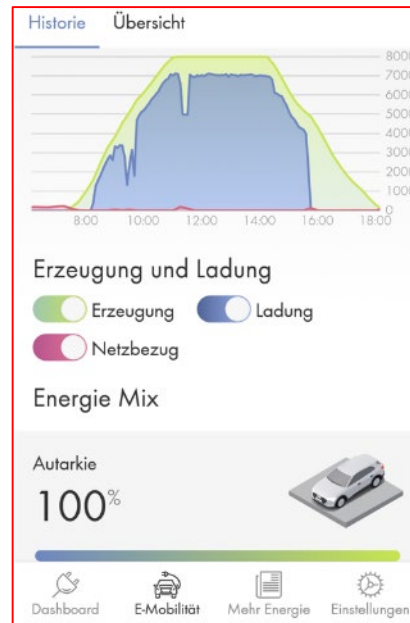 Historie Übersicht
8000
7000
6000
5000
4000
3000
2000
1000
0
8:00 10:00 12:00 14:00 16:00 18:00
Erzeugung und Ladung
Erzeugung Ladung
Netzbezug
Energie Mix
Autarkie
100%
Dashboard E-Mobilität Mehr Energie Einstellungen